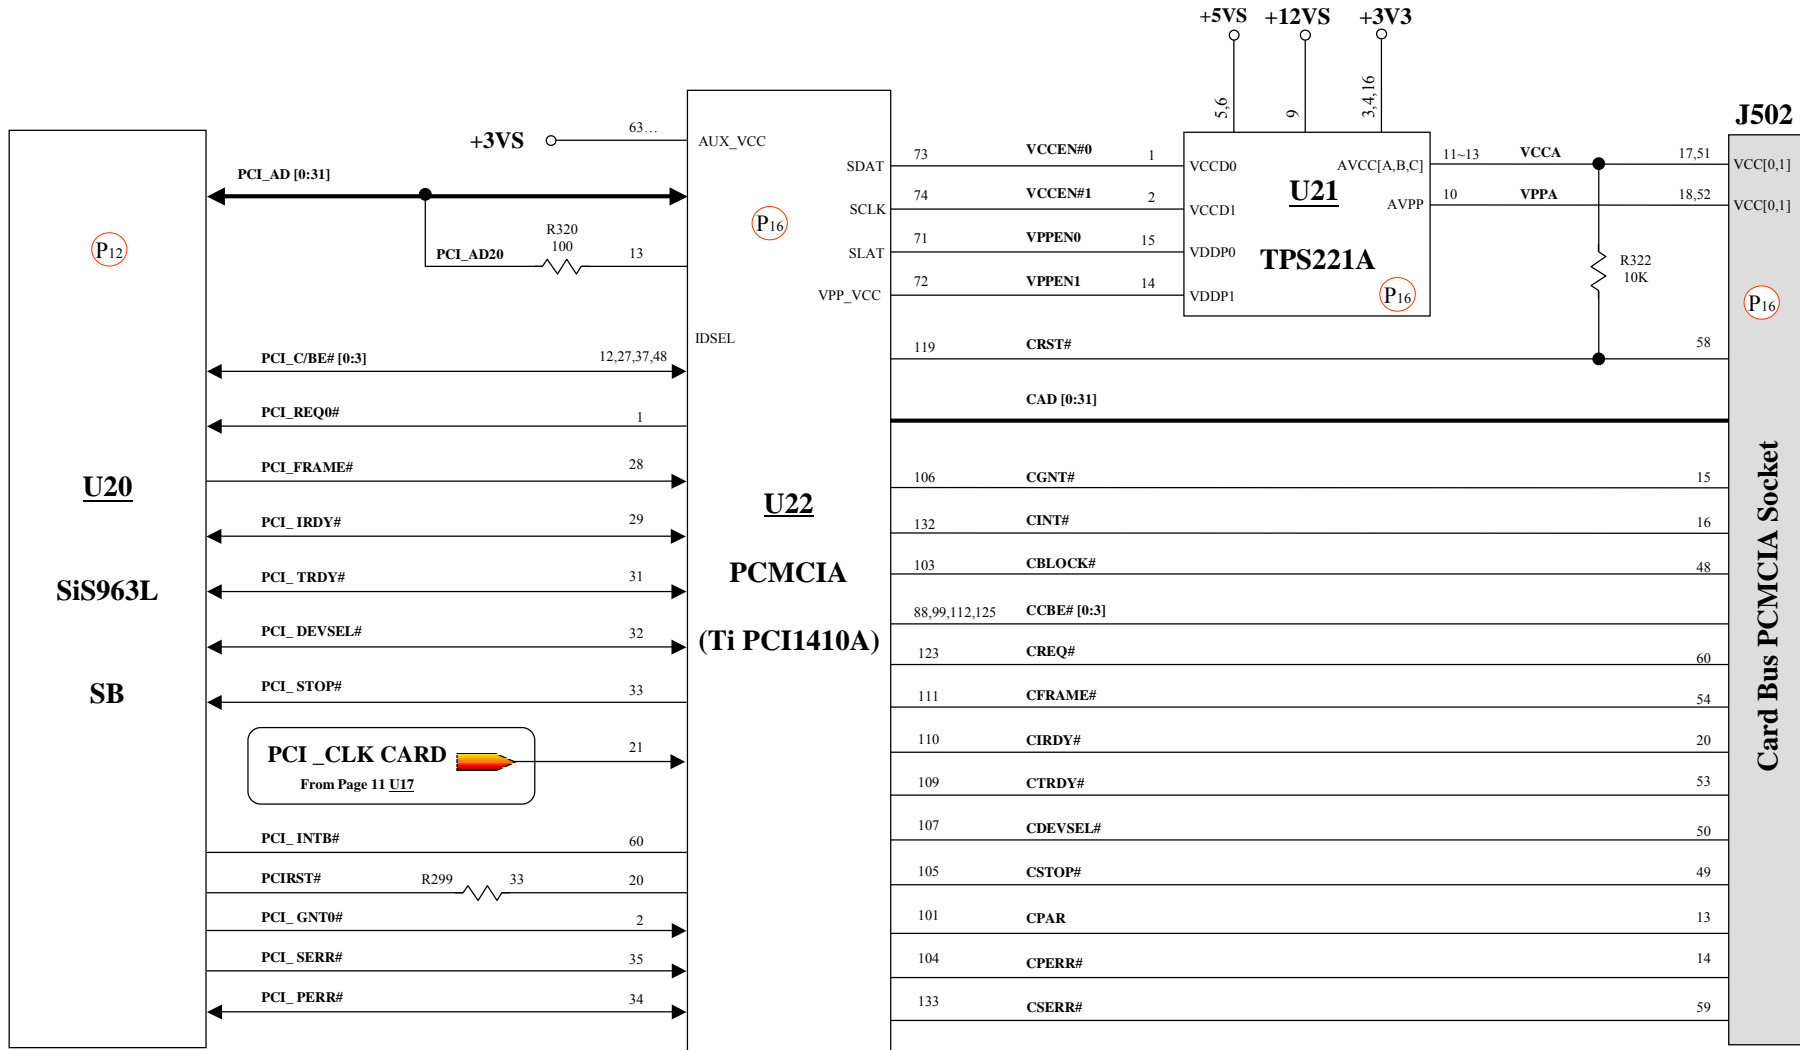 +5VS +12VS +3V3
5,6 9 3,4,16
J502
+3VS 63… AUX_VCC
PCI_AD [0:31]
P12
R320
100
PCI_AD20 13
P16
IDSEL
PCI_C/BE# [0:3] 12,27,37,48
PCI_REQ0# 1
PCI_FRAME# 28
PCI_ IRDY# 29
PCI_ TRDY# 31
PCI_ DEVSEL# 32
PCI_ STOP# 33
PCI _CLK CARD 21
From Page 11 U17
PCI_ INTB# 60
PCIRST# R299 33 20
PCI_ GNT0# 2
PCI_ SERR# 35
PCI_ PERR# 34
U20
SiS963L
SB
U22
PCMCIA
(Ti PCI1410A)
SDAT 73 VCCEN#0 1 VCCD0
SCLK 74 VCCEN#1 2 VCCD1
SLAT 71 VPPEN0 15 VDDP0
VPP_VCC 72 VPPEN1 14 VDDP1
U21
TPS221A
P16
AVCC[A,B,C] 11~13 VCCA 17,51 VCC[0,1]
AVPP 10 VPPA 18,52 VCC[0,1]
R322
10K
P16
119 CRST# 58
CAD [0:31]
106 CGNT# 15
132 CINT# 16
103 CBLOCK# 48
88,99,112,125 CCBE# [0:3]
123 CREQ# 60
111 CFRAME# 54
110 CIRDY# 20
109 CTRDY# 53
107 CDEVSEL# 50
105 CSTOP# 49
101 CPAR 13
104 CPERR# 14
133 CSERR# 59
Card Bus PCMCIA Socket